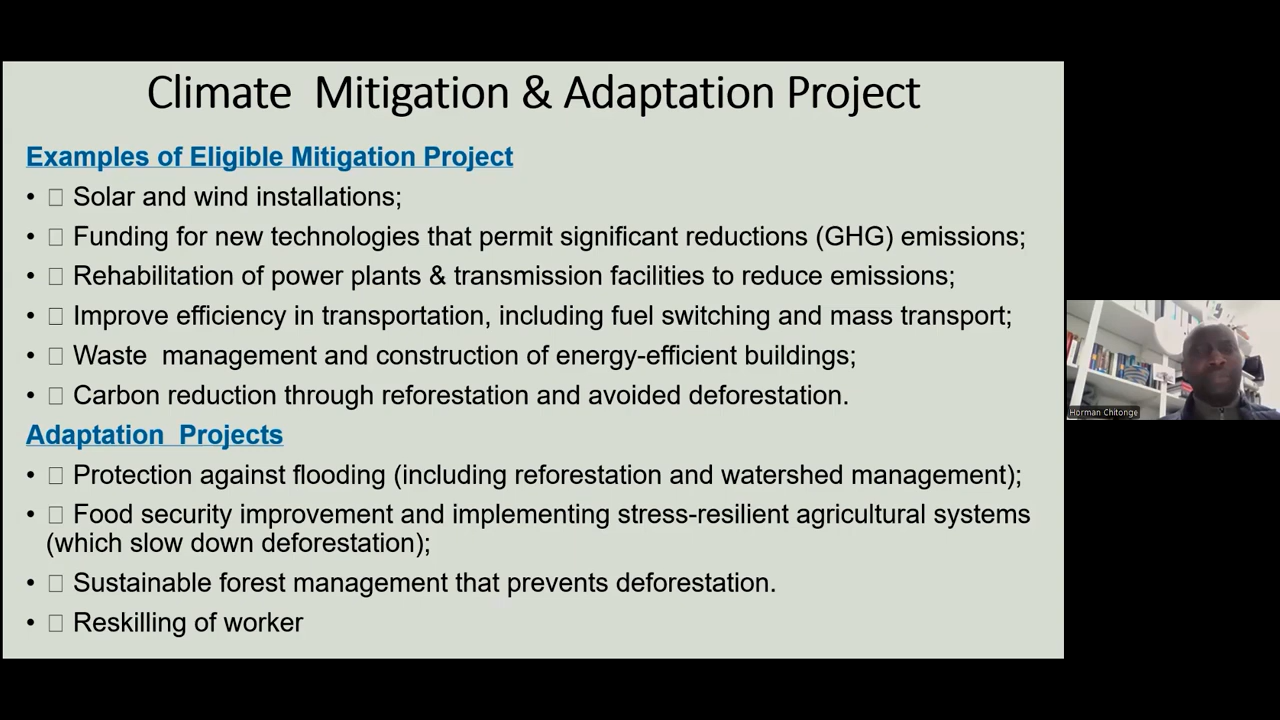 Climate  Mitigation & Adaptation Project
Examples of Eligible Mitigation Project
• □ Solar and wind installations;
• □ Funding for new technologies that permit significant reductions (GHG) emissions;
• □ Rehabilitation of power plants & transmission facilities to reduce emissions;
• □ Improve efficiency in transportation, including fuel switching and mass transport;
• □ Waste  management and construction of energy-efficient buildings;
• □ Carbon reduction through reforestation and avoided deforestation.
Adaptation  Projects
• □ Protection against flooding (including reforestation and watershed management);
• □ Food security improvement and implementing stress-resilient agricultural systems
(which slow down deforestation);
• □ Sustainable forest management that prevents deforestation.
• □ Reskilling of worker
Horman Chitonge